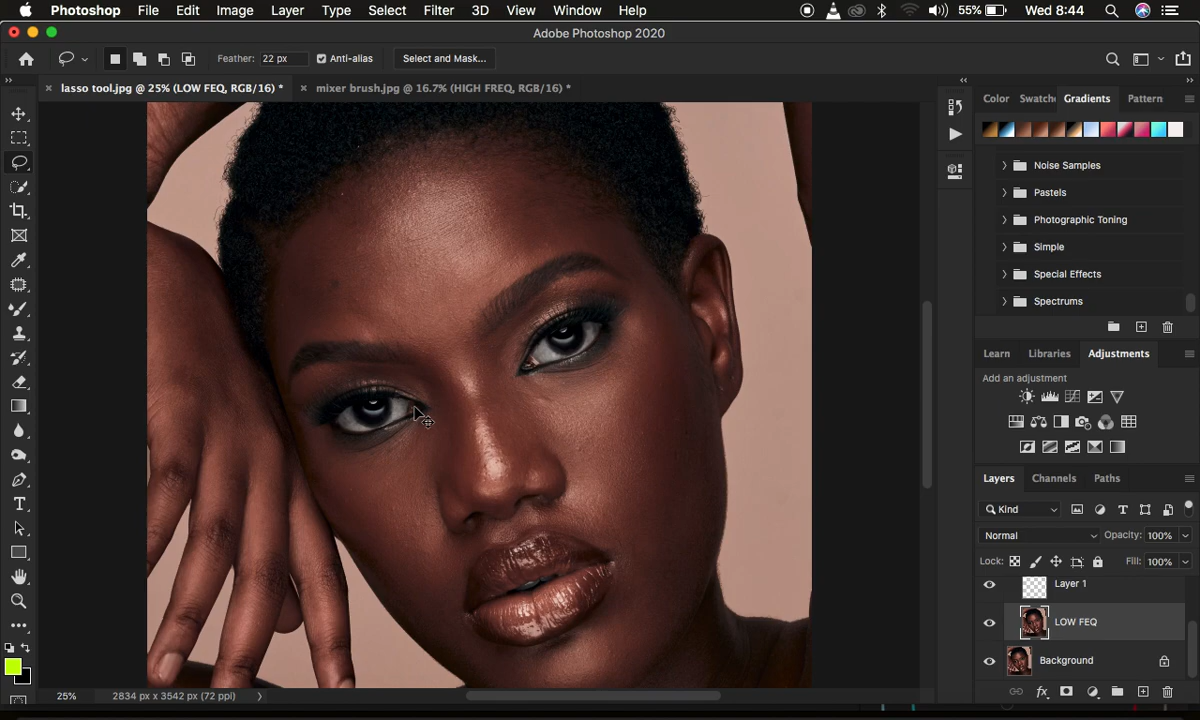 Photoshop File Edit Image Layer Type Select Filter 3D View Window Help 55% Wed 8:44
Adobe Photoshop 2020
Feather: 22 px Anti-alias Select and Mask...
lasso tool.jpg @ 25% (LOW FEQ, RGB/16) * mixer brush.jpg @ 16.7% (HIGH FREQ, RGB/16) *
Color Swatche Gradients Pattern
Noise Samples
Pastels
Photographic Toning
Simple
Special Effects
Spectrums
Learn Libraries Adjustments
Add an adjustment
Layers Channels Paths
Kind
Normal Opacity: 100%
Lock: Fill: 100%
Layer 1
LOW FEQ
Background
25% 2834 px x 3542 px (72 ppi)